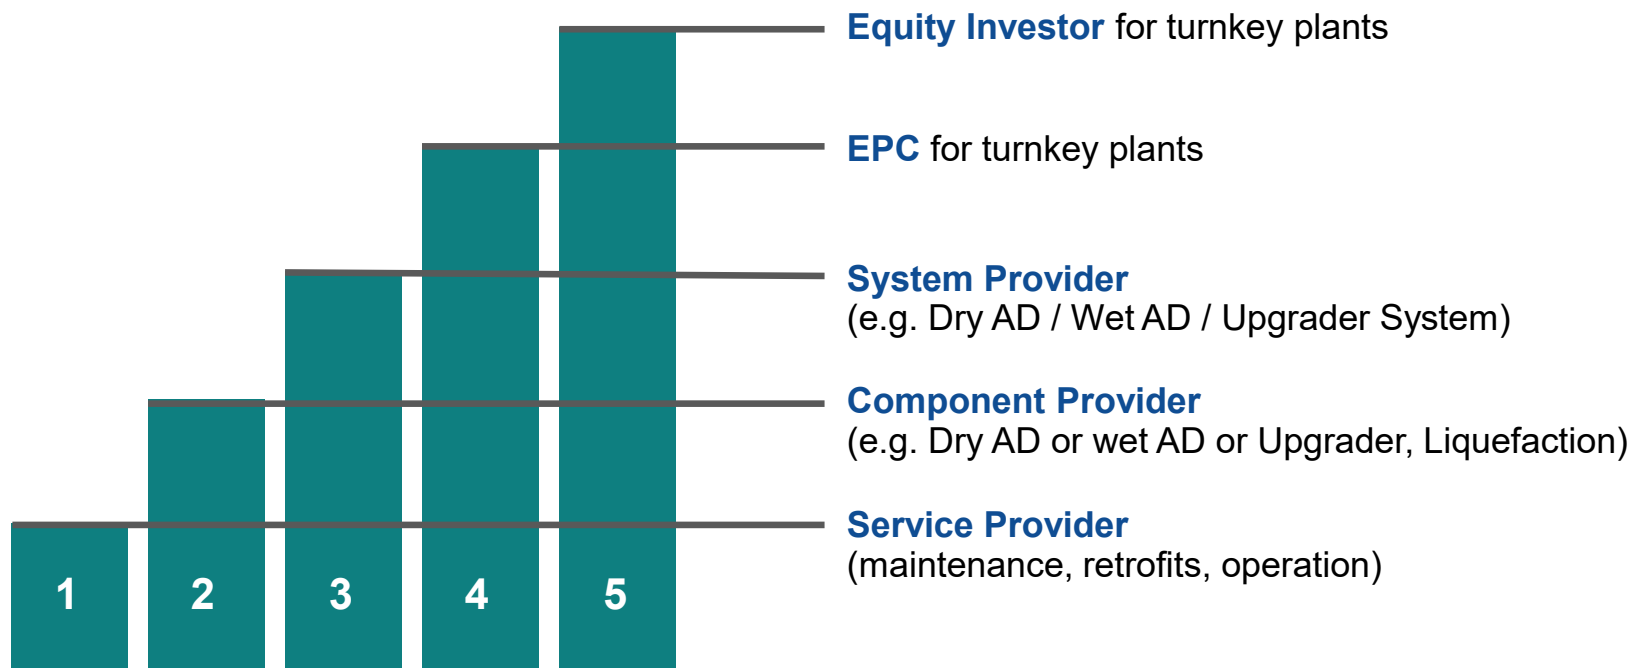 Equity Investor for turnkey plants
EPC for turnkey plants
System Provider
(e.g. Dry AD / Wet AD / Upgrader System)
Component Provider
(e.g. Dry AD or wet AD or Upgrader, Liquefaction)
Service Provider
(maintenance, retrofits, operation)
1 2 3 4 5